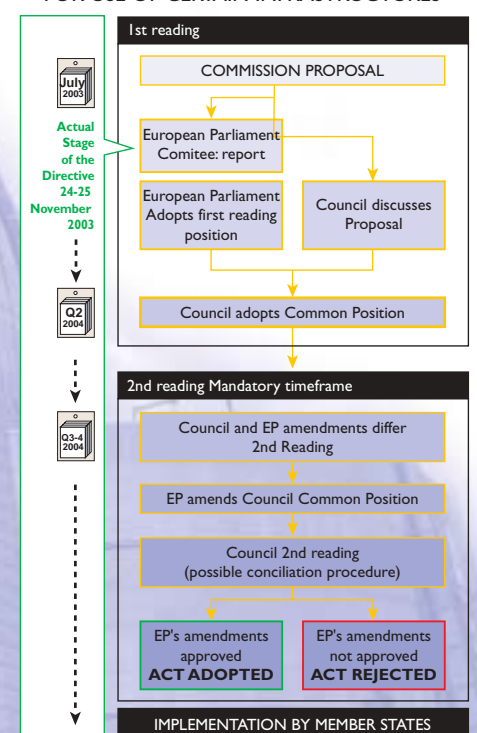 FOR USE OF CERTAIN INFRASTRUCTURES
1st reading
July
2003
COMMISSION PROPOSAL
Actual
Stage
of the
Directive
24-25
November
2003
European Parliament
Comitee: report
European Parliament
Adopts first reading
position
Council discusses
Proposal
Q2
2004
Council adopts Common Position
2nd reading Mandatory timeframe
Q3-4
2004
Council and EP amendments differ
2nd Reading
EP amends Council Common Position
Council 2nd reading
(possible conciliation procedure)
EP's amendments
approved
ACT ADOPTED
EP's amendments
not approved
ACT REJECTED
IMPLEMENTATION BY MEMBER STATES